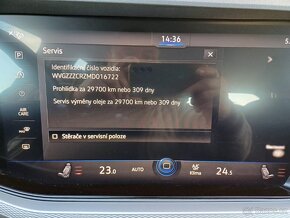 14:36
5.
Servis
Identifikační číslo vozidla:
WVGZZZCRZMD016722
Prohlídka za 29700 km nebo 309 dny
Servis výměny oleje za 29700 km nebo 309 dny
Stěrače v servisní poloze
AIR
CARE
23.0
AUTO
Klima
24.5